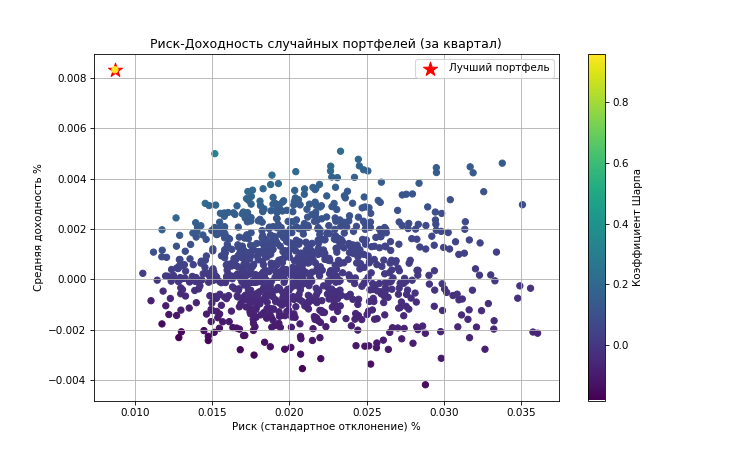 Риск-Доходность случайных портфелей (за квартал)
Лучший портфель
Средняя доходность %
0.008
0.006
0.004
0.002
0.000
−0.002
−0.004
0.010 0.015 0.020 0.025 0.030 0.035
Риск (стандартное отклонение) %
0.8
0.6
0.4
0.2
0.0
Коэффициент Шарпа